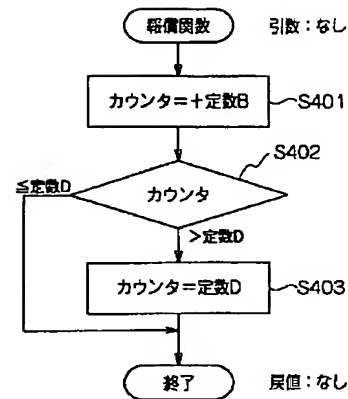 報償関数
引数：なし
カウンタ＝＋定数B
S401
S402
≦定数D
カウンタ
＞定数D
カウンタ＝定数D
S403
終了
戻値：なし